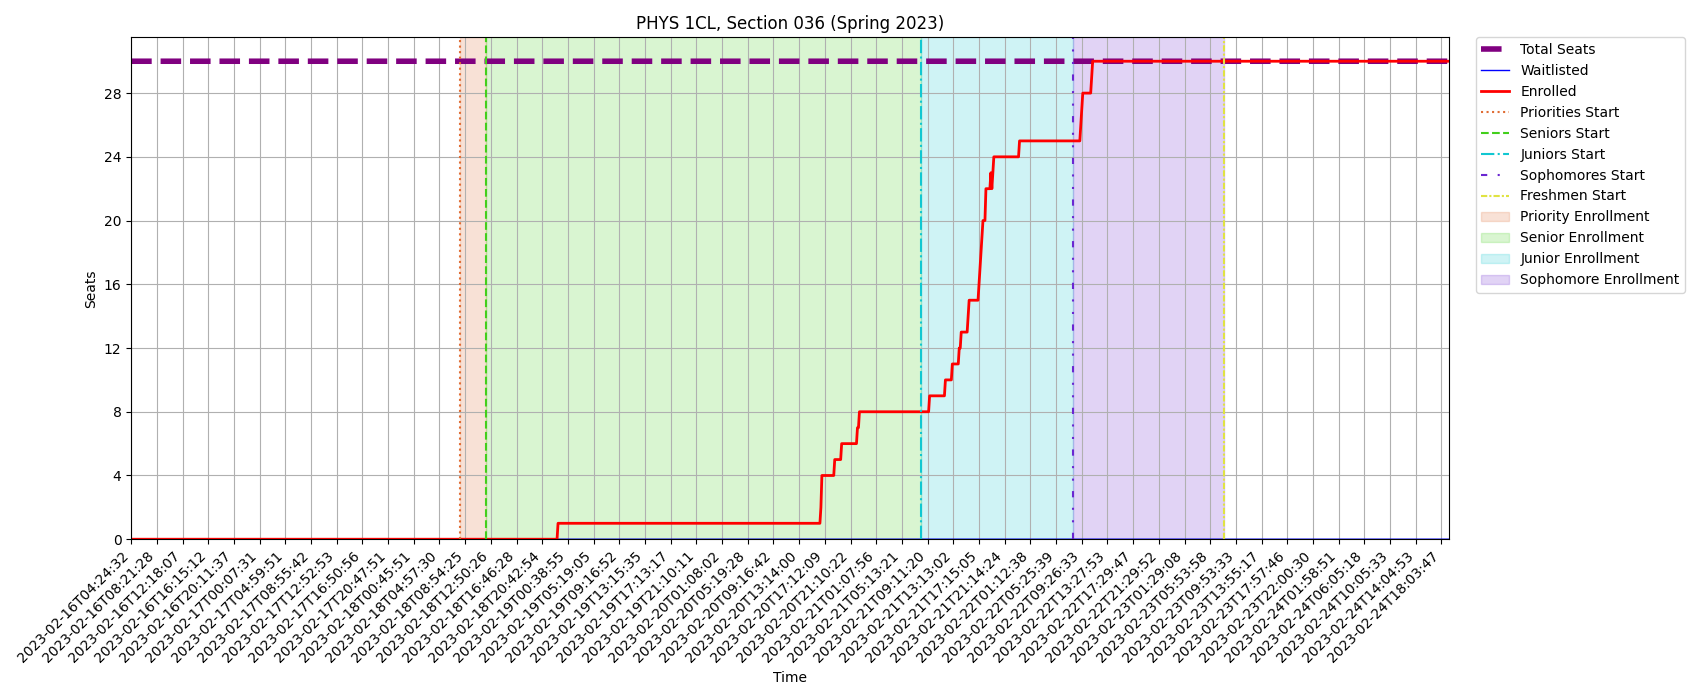 PHYS 1CL, Section 036 (Spring 2023)
Total Seats
Waitlisted
Enrolled
Priorities Start
Seniors Start
Juniors Start
Sophomores Start
Freshmen Start
Priority Enrollment
Senior Enrollment
Junior Enrollment
Sophomore Enrollment
Seats
28
24
20
16
12
8
4
0
2023-02-16T04:24:32
2023-02-16T08:21:28
2023-02-16T12:18:07
2023-02-16T16:15:12
2023-02-16T20:11:37
2023-02-17T00:07:31
2023-02-17T04:59:51
2023-02-17T08:55:42
2023-02-17T12:52:53
2023-02-17T16:50:56
2023-02-17T20:47:51
2023-02-18T00:45:51
2023-02-18T04:57:30
2023-02-18T08:54:25
2023-02-18T12:50:26
2023-02-18T16:46:28
2023-02-18T20:42:54
2023-02-19T00:38:55
2023-02-19T05:19:05
2023-02-19T09:16:52
2023-02-19T13:15:35
2023-02-19T17:13:17
2023-02-19T21:10:11
2023-02-20T01:08:02
2023-02-20T05:19:28
2023-02-20T09:16:42
2023-02-20T13:14:00
2023-02-20T17:12:09
2023-02-20T21:10:22
2023-02-21T01:07:56
2023-02-21T05:13:21
2023-02-21T09:11:20
2023-02-21T13:13:02
2023-02-21T17:15:05
2023-02-21T21:14:24
2023-02-22T01:12:38
2023-02-22T05:25:39
2023-02-22T09:26:33
2023-02-22T13:27:53
2023-02-22T17:29:47
2023-02-22T21:29:52
2023-02-23T01:29:08
2023-02-23T05:53:58
2023-02-23T09:53:33
2023-02-23T13:55:17
2023-02-23T17:57:46
2023-02-23T22:00:30
2023-02-24T01:58:51
2023-02-24T06:05:18
2023-02-24T10:05:33
2023-02-24T14:04:53
2023-02-24T18:03:47
Time